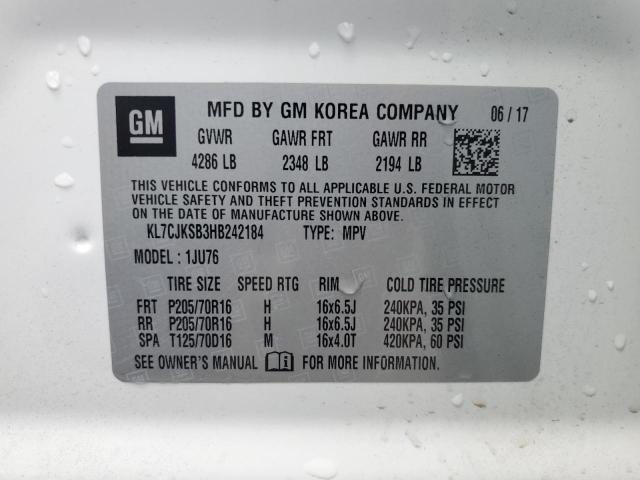 GM MFD BY GM KOREA COMPANY 06/17
GVWR GAWR FRT GAWR RR
4286 LB 2348 LB 2194 LB
THIS VEHICLE CONFORMS TO ALL APPLICABLE U.S. FEDERAL MOTOR
VEHICLE SAFETY AND THEFT PREVENTION STANDARDS IN EFFECT
ON THE DATE OF MANUFACTURE SHOWN ABOVE.
KL7CJKSB3HB242184 TYPE: MPV
MODEL : 1JU76
TIRE SIZE SPEED RTG RIM COLD TIRE PRESSURE
FRT P205/70R16 H 16x6.5J 240KPA, 35 PSI
RR P205/70R16 H 16x6.5J 240KPA, 35 PSI
SPA T125/70D16 M 16x4.0T 420KPA, 60 PSI
SEE OWNER'S MANUAL FOR MORE INFORMATION.